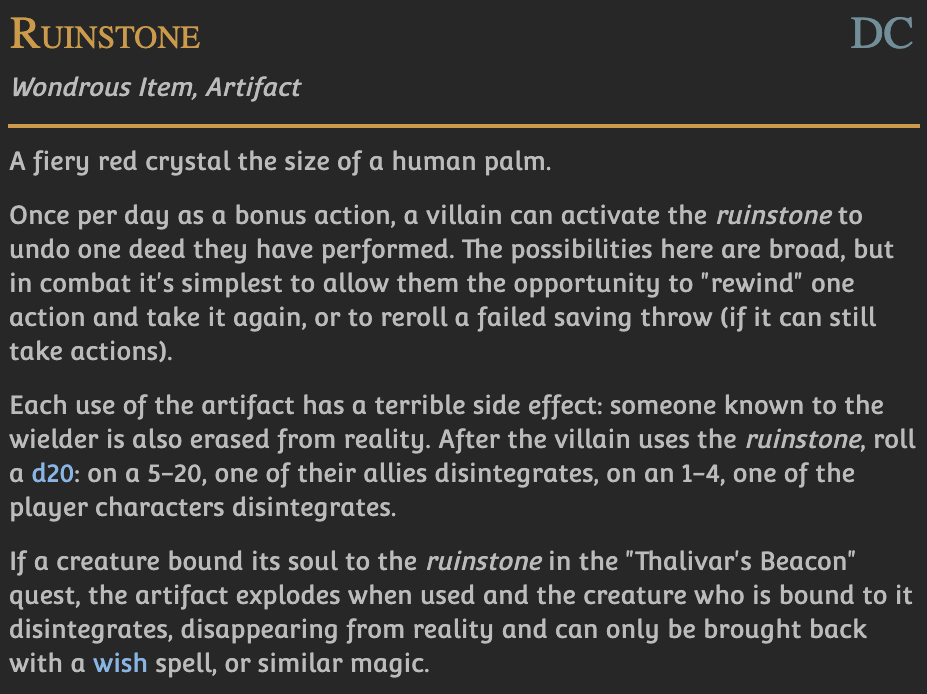 Ruinstone DC
Wondrous Item, Artifact
A fiery red crystal the size of a human palm.
Once per day as a bonus action, a villain can activate the ruinstone to
undo one deed they have performed. The possibilities here are broad, but
in combat it's simplest to allow them the opportunity to "rewind" one
action and take it again, or to reroll a failed saving throw (if it can still
take actions).
Each use of the artifact has a terrible side effect: someone known to the
wielder is also erased from reality. After the villain uses the ruinstone, roll
a d20: on a 5–20, one of their allies disintegrates, on an 1–4, one of the
player characters disintegrates.
If a creature bound its soul to the ruinstone in the "Thalivar's Beacon"
quest, the artifact explodes when used and the creature who is bound to it
disintegrates, disappearing from reality and can only be brought back
with a wish spell, or similar magic.